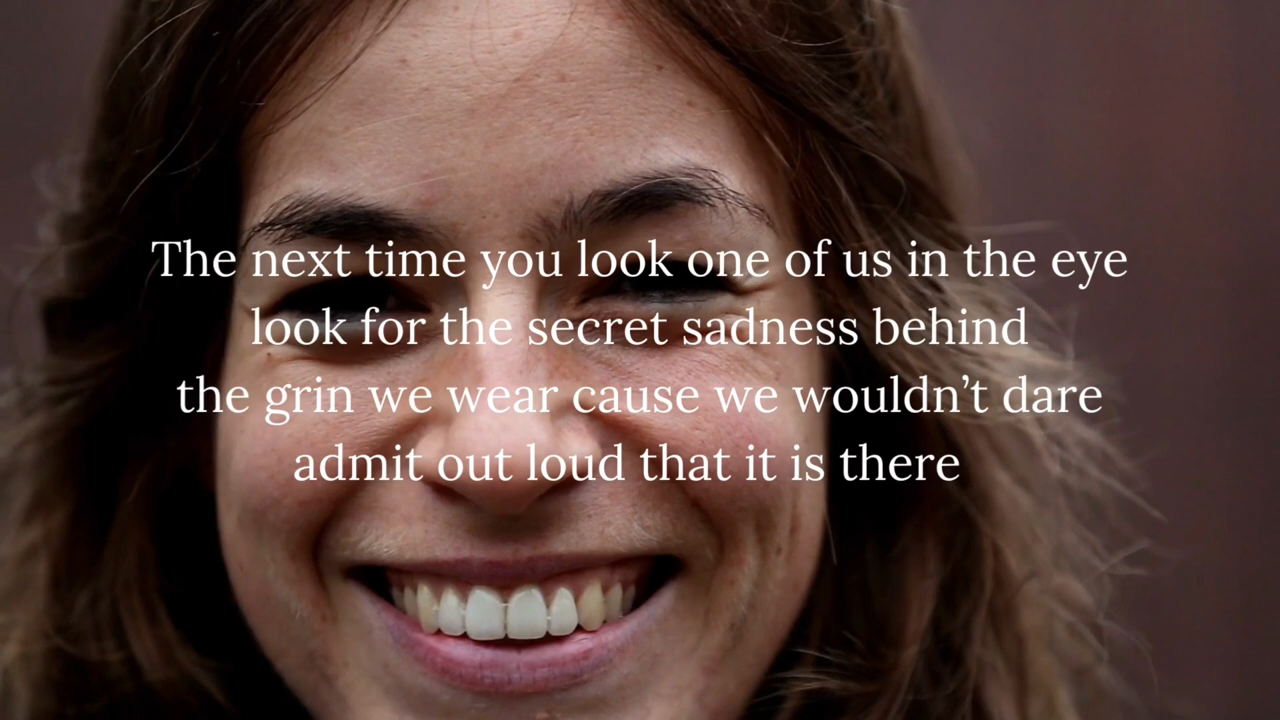 The next time you look one of us in the eye
look for the secret sadness behind
the grin we wear cause we wouldn’t dare
admit out loud that it is there